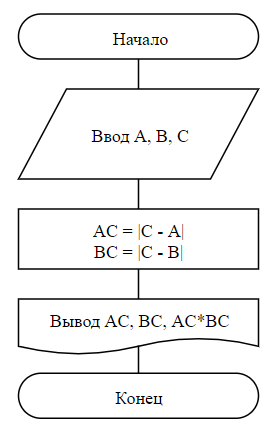 Начало
Ввод A, B, C
AC = |C - A|
BC = |C - B|
Вывод AC, BC, AC*BC
Конец